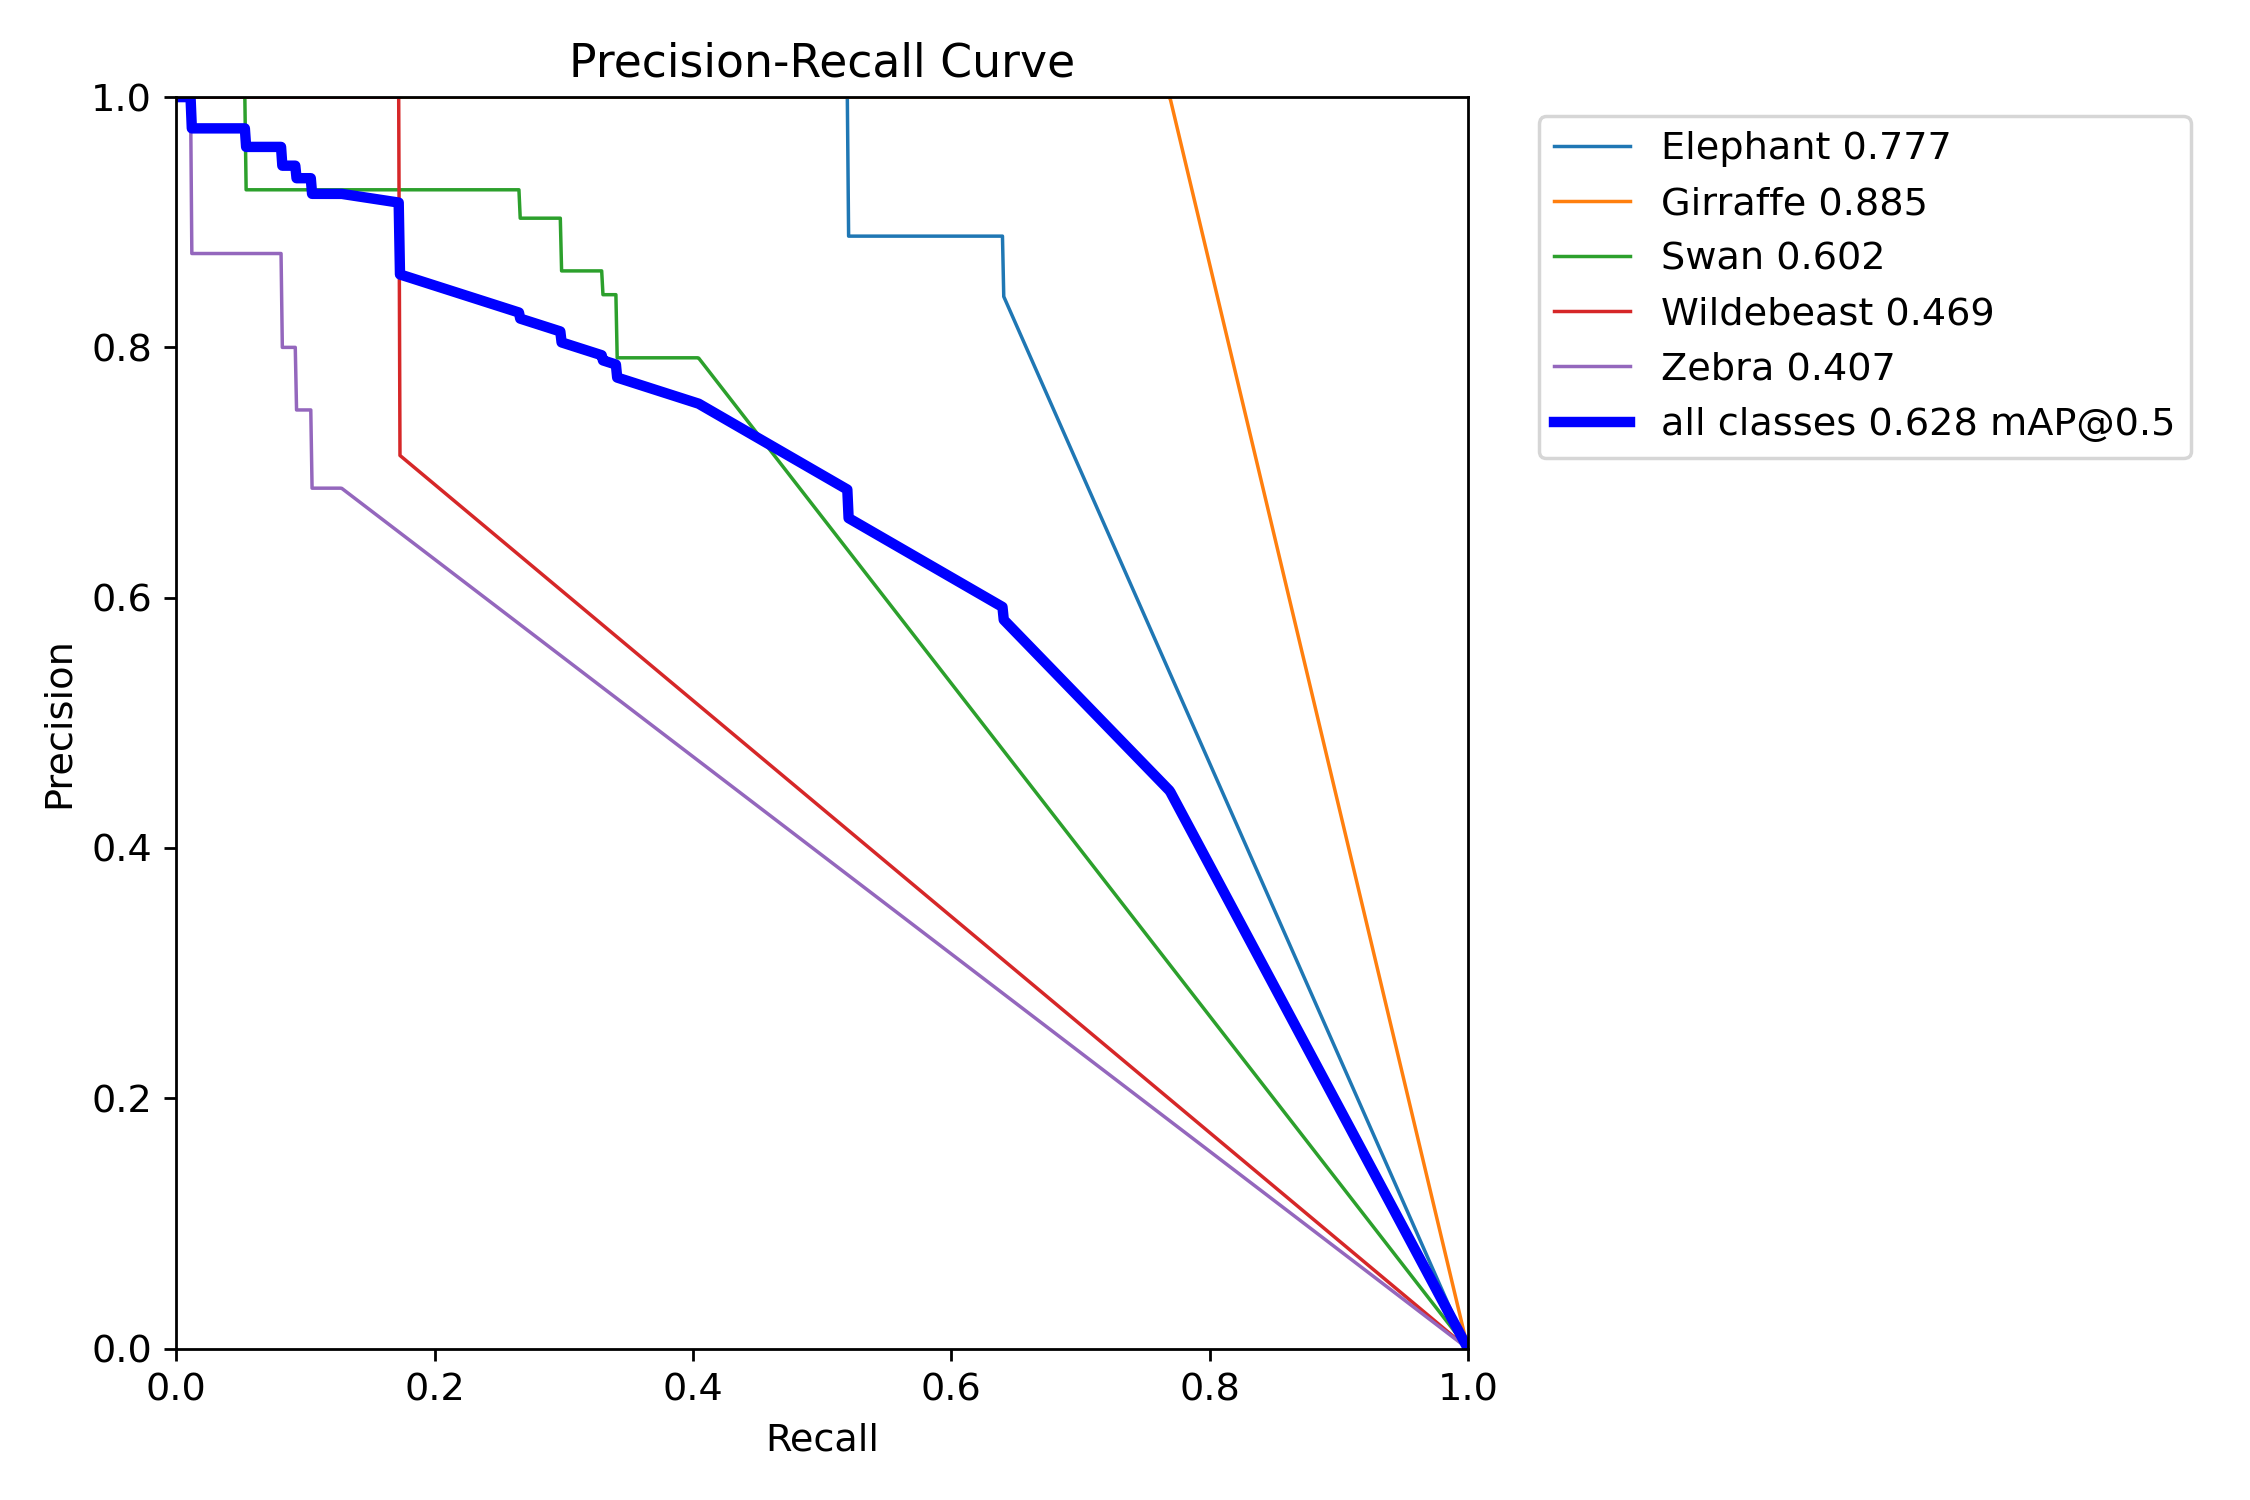 Precision-Recall Curve
1.0
0.8
0.6
0.4
0.2
0.0
Precision
0.0 0.2 0.4 0.6 0.8 1.0
Recall
Elephant 0.777
Girraffe 0.885
Swan 0.602
Wildebeast 0.469
Zebra 0.407
all classes 0.628 mAP@0.5